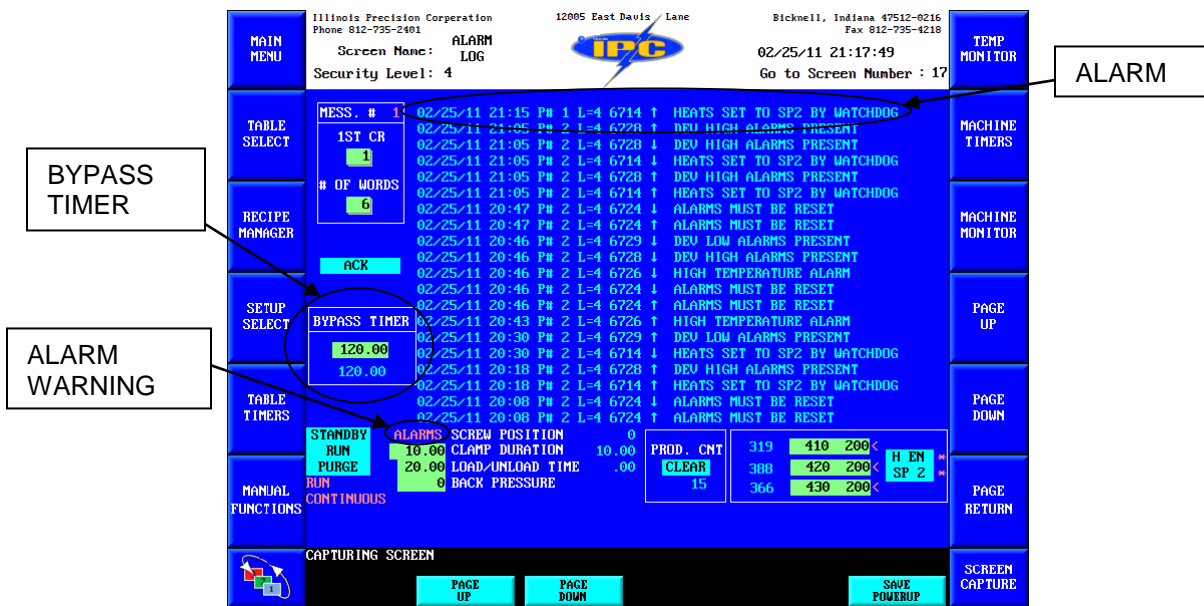 Illinois Precision Corperation 12005 East Davis Lane Bicknell, Indiana 47512-0216
Phone 812-735-2401 Fax 812-735-4218
Screen Name: ALARM LOG
IPC
02/25/11 21:17:49
Security Level: 4
Go to Screen Number : 17
MAIN MENU
TABLE SELECT
RECIPE MANAGER
SETUP SELECT
TABLE TIMERS
MANUAL FUNCTIONS
TEMP MONITOR
MACHINE TIMERS
MACHINE MONITOR
PAGE UP
PAGE DOWN
PAGE RETURN
SCREEN CAPTURE
ALARM
BYPASS TIMER
ALARM WARNING
MESS. # 1
1ST CR
1
# OF WORDS
6
ACK
BYPASS TIMER
120.00
120.00
02/25/11 21:15 P# 1 L=4 6714 ↑ HEATS SET TO SP2 BY WATCHDOG
02/25/11 21:05 P# 2 L=4 6728 ↑ DEV HIGH ALARMS PRESENT
02/25/11 21:05 P# 2 L=4 6728 ↓ DEV HIGH ALARMS PRESENT
02/25/11 21:05 P# 2 L=4 6714 ↓ HEATS SET TO SP2 BY WATCHDOG
02/25/11 21:05 P# 2 L=4 6728 ↑ DEV HIGH ALARMS PRESENT
02/25/11 21:05 P# 2 L=4 6714 ↑ HEATS SET TO SP2 BY WATCHDOG
02/25/11 20:47 P# 2 L=4 6724 ↓ ALARMS MUST BE RESET
02/25/11 20:47 P# 2 L=4 6724 ↑ ALARMS MUST BE RESET
02/25/11 20:46 P# 2 L=4 6729 ↓ DEV LOW ALARMS PRESENT
02/25/11 20:46 P# 2 L=4 6728 ↓ DEV HIGH ALARMS PRESENT
02/25/11 20:46 P# 2 L=4 6726 ↓ HIGH TEMPERATURE ALARM
02/25/11 20:46 P# 2 L=4 6724 ↓ ALARMS MUST BE RESET
02/25/11 20:46 P# 2 L=4 6724 ↑ ALARMS MUST BE RESET
02/25/11 20:43 P# 2 L=4 6726 ↑ HIGH TEMPERATURE ALARM
02/25/11 20:30 P# 2 L=4 6729 ↑ DEV LOW ALARMS PRESENT
02/25/11 20:30 P# 2 L=4 6714 ↓ HEATS SET TO SP2 BY WATCHDOG
02/25/11 20:18 P# 2 L=4 6728 ↑ DEV HIGH ALARMS PRESENT
02/25/11 20:18 P# 2 L=4 6714 ↑ HEATS SET TO SP2 BY WATCHDOG
02/25/11 20:08 P# 2 L=4 6724 ↓ ALARMS MUST BE RESET
02/25/11 20:08 P# 2 L=4 6724 ↑ ALARMS MUST BE RESET
STANDBY ALARMS SCREW POSITION 0
RUN 10.00 CLAMP DURATION 10.00
PURGE 20.00 LOAD/UNLOAD TIME .00
RUN 0 BACK PRESSURE
CONTINUOUS
PROD. CNT
CLEAR
15
319 410 200<
388 420 200<
366 430 200<
H EN *
SP 2 *
CAPTURING SCREEN
PAGE UP
PAGE DOWN
SAVE POWERUP